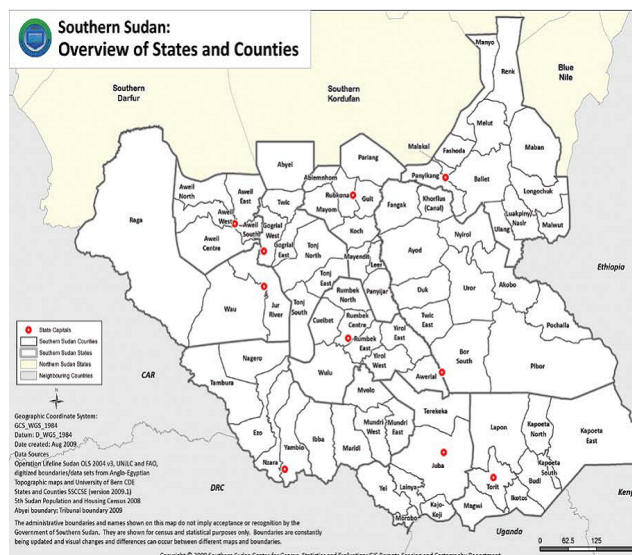 Southern Sudan:
Overview of States and Counties
Manyo
Renk
Blue
Nile
Southern
Darfur
Southern
Kordufan
Melut
Maban
Malakal
Fashoda
Abyei
Pariang
Panyikang
Baliet
Longochuk
Abiemnhom
Rubkona
Guit
Mayom
Fangak
Khorfilus
(Canal)
Luakpiny/
Nasir
Maiwut
Ulang
Aweil
North
Aweil
East
Twic
Aweil
West
Aweil
South
Gogrial
West
Gogrial
East
Raga
Aweil
Centre
Koch
Nyirol
Ayod
Tonj
North
Mayendit
Leer
Ethiopia
Tonj
East
Rumbek
North
Panyijar
Duk
Uror
Akobo
Wau
Jur
River
Tonj
South
Cueibet
Rumbek
Centre
Rumbek
East
Yirol
East
Yirol
West
Twic
East
Pochalla
Bor
South
Pibor
State Capitals
Southern Sudan Counties
Southern Sudan States
Northern Sudan States
Neighbouring Countries
CAR
Nagero
Wulu
Awerial
Tambura
Mvolo
Terekeka
Mundri
West
Mundri
East
Lapon
Kapoeta
North
Kapoeta
East
Ezo
Yambio
Ibba
Maridi
Nzara
Juba
Kapoeta
South
Torit
Budi
Yei
Lainya
Kajo-
Keji
Morobo
Magwi
Ikotos
DRC
Uganda
Keny
Geographic Coordinate System:
GCS_WGS_1984
Datum: D_WGS_1984
Date created: Aug 2009
Data Sources
Operation Lifeline Sudan OLS 2004 v3, UN/LC and FAO,
digitized boundaries/data sets from Anglo-Egyptian
Topographic maps and University of Bern CDE
States and Counties SSCCSE (version 2009.1)
5th Sudan Population and Housing Census 2008
Abyei boundary; Tribunal boundary 2009
The administrative boundaries and names shown on this map do not imply acceptance or recognition by the
Government of Southern Sudan. They are shown for census and statistical purposes only. Boundaries are constantly
being updated and visual changes and differences can occur between different maps and boundaries.
0 62.5 125